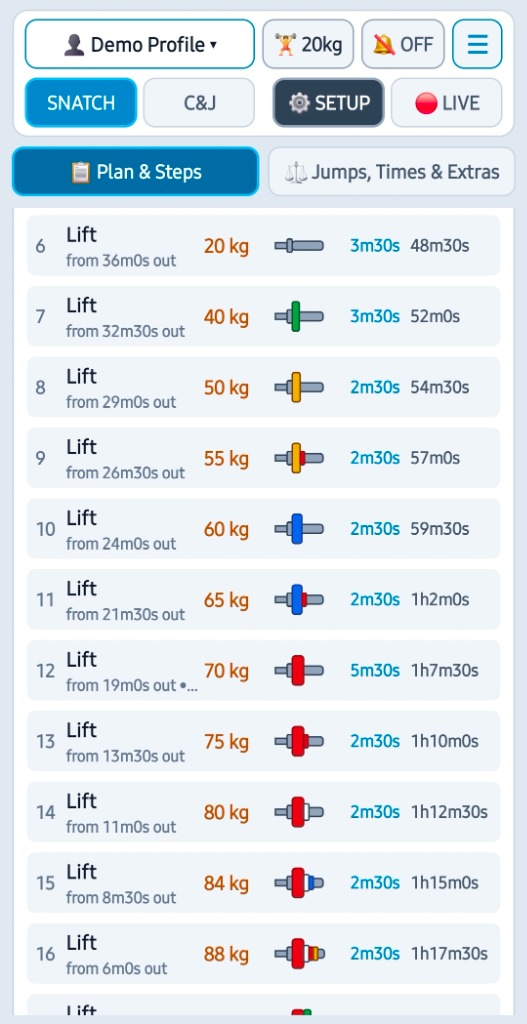 Demo Profile ▾
20kg
OFF
SNATCH
C&J
SETUP
LIVE
Plan & Steps
Jumps, Times & Extras
6 Lift 20 kg 3m30s 48m30s
from 36m0s out
7 Lift 40 kg 3m30s 52m0s
from 32m30s out
8 Lift 50 kg 2m30s 54m30s
from 29m0s out
9 Lift 55 kg 2m30s 57m0s
from 26m30s out
10 Lift 60 kg 2m30s 59m30s
from 24m0s out
11 Lift 65 kg 2m30s 1h2m0s
from 21m30s out
12 Lift 70 kg 5m30s 1h7m30s
from 19m0s out •...
13 Lift 75 kg 2m30s 1h10m0s
from 13m30s out
14 Lift 80 kg 2m30s 1h12m30s
from 11m0s out
15 Lift 84 kg 2m30s 1h15m0s
from 8m30s out
16 Lift 88 kg 2m30s 1h17m30s
from 6m0s out
Lift